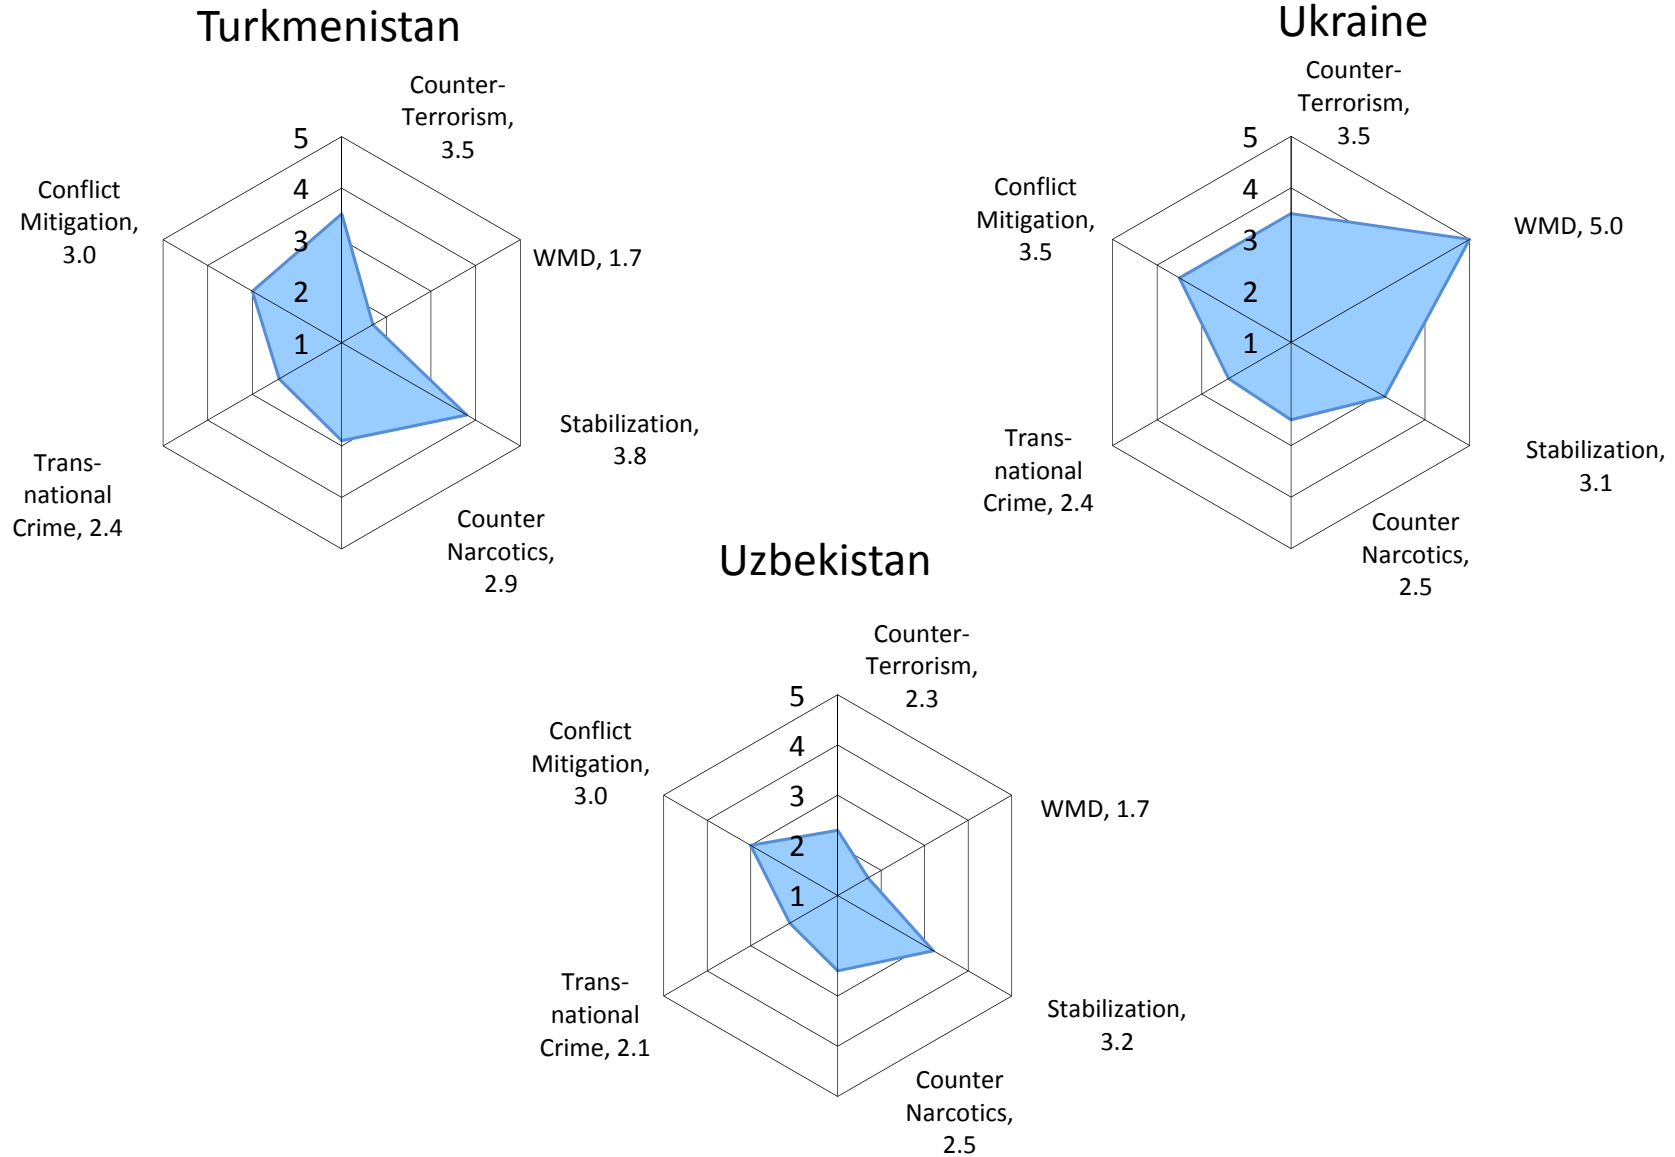 Turkmenistan
Counter-
Terrorism,
3.5
WMD, 1.7
Stabilization,
3.8
Counter
Narcotics,
2.9
Trans-
national
Crime, 2.4
Conflict
Mitigation,
3.0
5
4
3
2
1
Ukraine
Counter-
Terrorism,
3.5
WMD, 5.0
Stabilization,
3.1
Counter
Narcotics,
2.5
Trans-
national
Crime, 2.4
Conflict
Mitigation,
3.5
5
4
3
2
1
Uzbekistan
Counter-
Terrorism,
2.3
WMD, 1.7
Stabilization,
3.2
Counter
Narcotics,
2.5
Trans-
national
Crime, 2.1
Conflict
Mitigation,
3.0
5
4
3
2
1